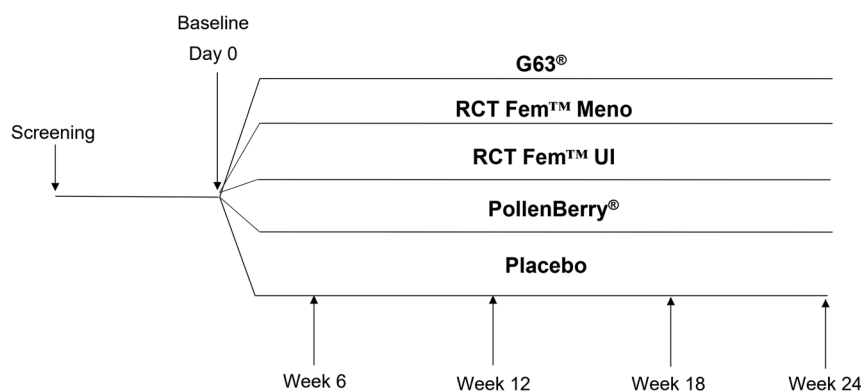 Baseline
Day 0
G63®
RCT Fem™ Meno
Screening
RCT Fem™ UI
PollenBerry®
Placebo
Week 6
Week 12
Week 18
Week 24